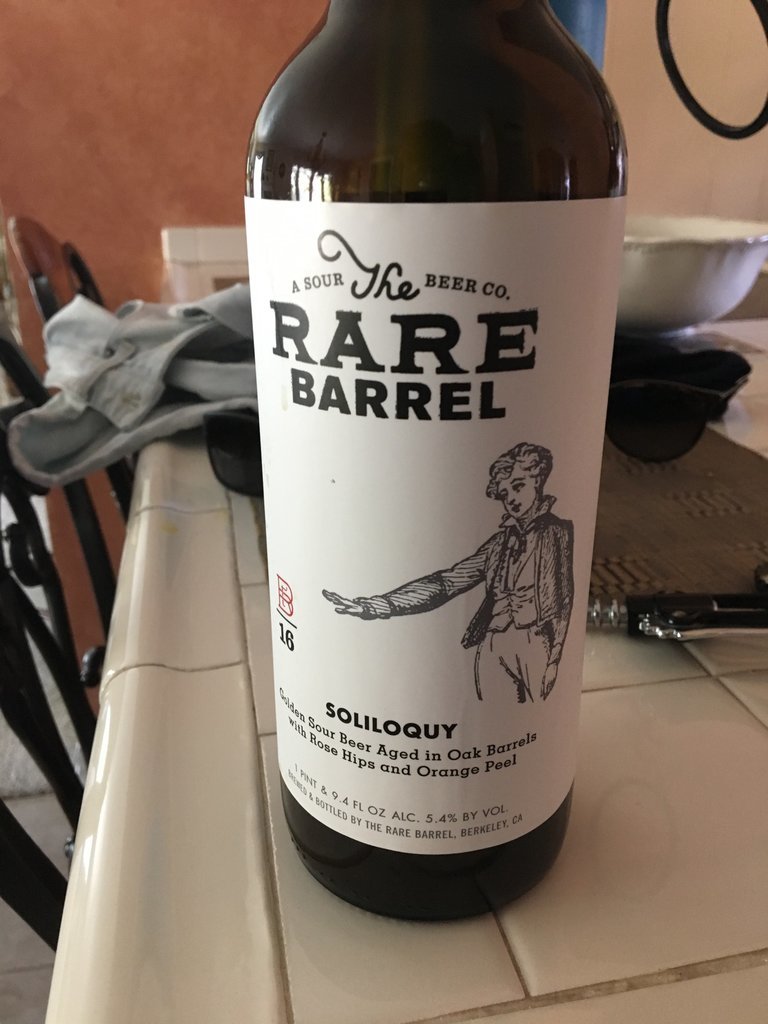 A SOUR The BEER CO.
RARE
BARREL
B
16
SOLILOQUY
Golden Sour Beer Aged in Oak Barrels
with Rose Hips and Orange Peel
1 PINT & 9.4 FL OZ ALC. 5.4% BY VOL.
BREWED & BOTTLED BY THE RARE BARREL, BERKELEY, CA